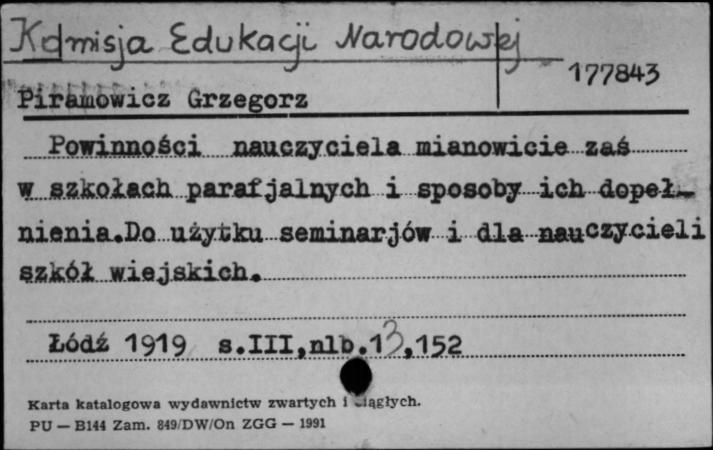 Komisja Edukacji Narodowej
177843
Piramowicz Grzegorz
Powinności nauczyciela mianowicie zaś
w szkołach parafjalnych i sposoby ich dopeł-
nienia.Do użytku seminarjów i dla nauczycieli
szkół wiejskich.
Łódź 1919 s.III,nlb.13,152
Karta katalogowa wydawnictw zwartych i ciągłych.
PU — B144 Zam. 849/DW/On ZGG — 1991